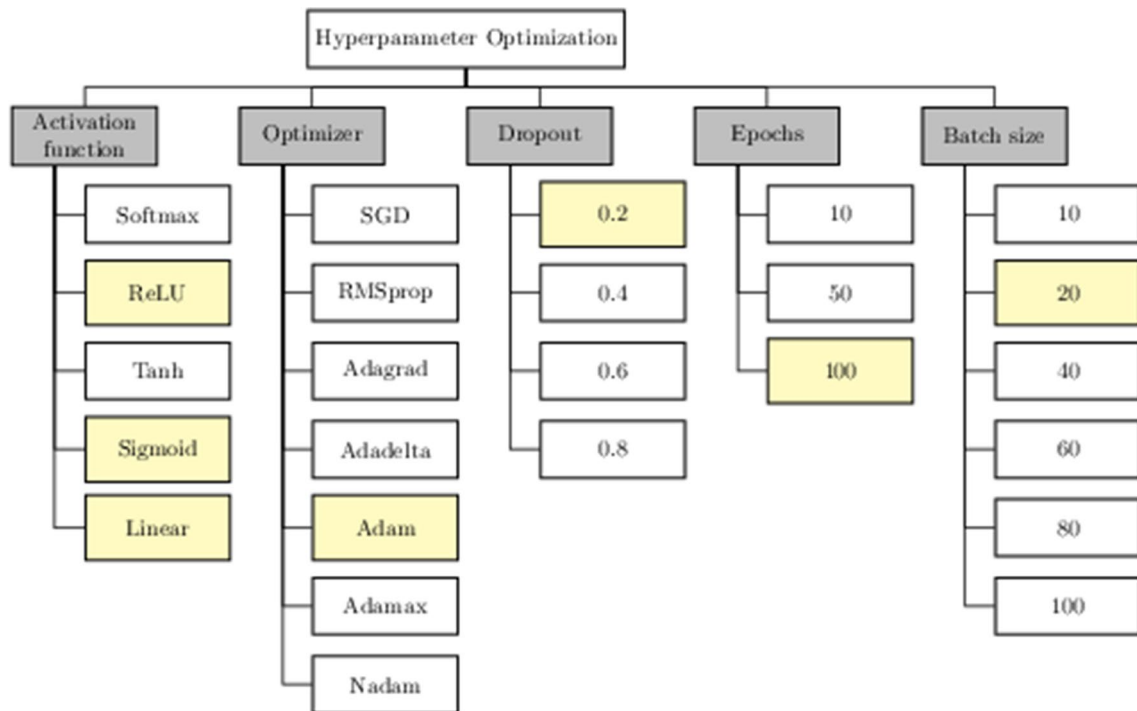 Hyperparameter Optimization
Activation
function
Softmax
ReLU
Tanh
Sigmoid
Linear
Optimizer
SGD
RMSprop
Adagrad
Adadelta
Adam
Adamax
Nadam
Dropout
0.2
0.4
0.6
0.8
Epochs
10
50
100
Batch size
10
20
40
60
80
100